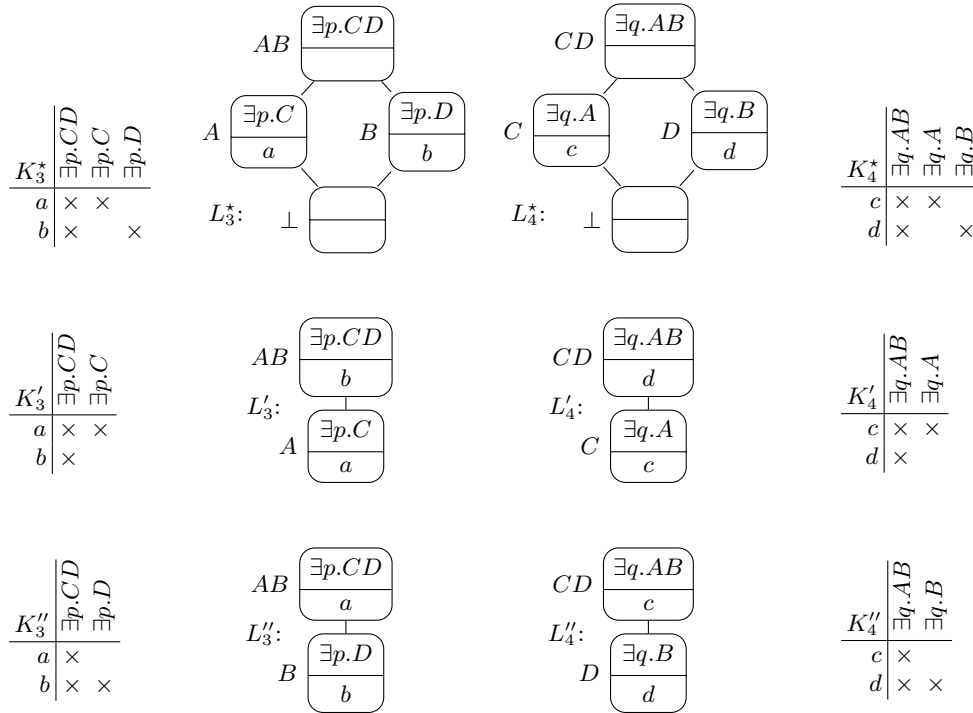 ∃p.CD
AB
∃q.AB
CD
∃p.C
A
a
∃p.D
B
b
∃q.A
C
c
∃q.B
D
d
L₃⋆: ⊥
L₄⋆: ⊥
K₃⋆ ∃p.CD ∃p.C ∃p.D
a × ×
b × ×
K₄⋆ ∃q.AB ∃q.A ∃q.B
c × ×
d × ×
K₃′ ∃p.CD ∃p.C
a × ×
b ×
AB ∃p.CD
b
L₃′:
A ∃p.C
a
CD ∃q.AB
d
L₄′:
C ∃q.A
c
K₄′ ∃q.AB ∃q.A
c × ×
d ×
K₃″ ∃p.CD ∃p.D
a ×
b × ×
AB ∃p.CD
a
L₃″:
B ∃p.D
b
CD ∃q.AB
c
L₄″:
D ∃q.B
d
K₄″ ∃q.AB ∃q.B
c ×
d × ×